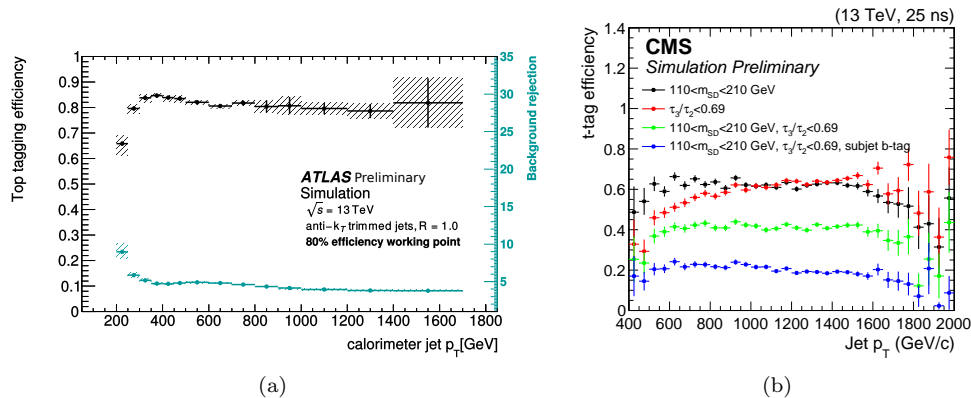 Top tagging efficiency
1
0.9
0.8
0.7
0.6
0.5
0.4
0.3
0.2
0.1
0
35
30
25
20
15
10
5
Background rejection
ATLAS Preliminary
Simulation
√s = 13 TeV
anti−k_T trimmed jets, R = 1.0
80% efficiency working point
200 400 600 800 1000 1200 1400 1600 1800
calorimeter jet p_T[GeV]
(a)
(13 TeV, 25 ns)
t-tag efficiency
1.4
1.2
1
0.8
0.6
0.4
0.2
0
CMS
Simulation Preliminary
110<m_SD<210 GeV
τ_3/τ_2<0.69
110<m_SD<210 GeV, τ_3/τ_2<0.69
110<m_SD<210 GeV, τ_3/τ_2<0.69, subjet b-tag
400 600 800 1000 1200 1400 1600 1800 2000
Jet p_T (GeV/c)
(b)